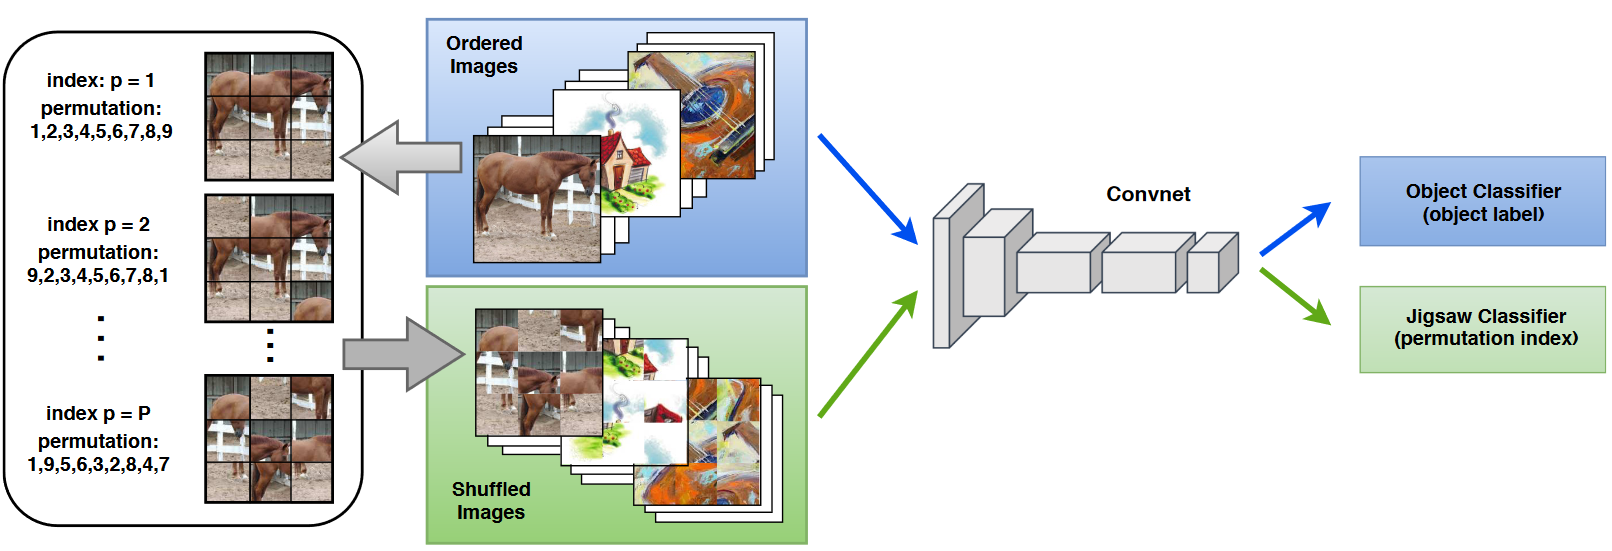 index: p = 1
permutation:
1,2,3,4,5,6,7,8,9
index p = 2
permutation:
9,2,3,4,5,6,7,8,1
index p = P
permutation:
1,9,5,6,3,2,8,4,7
Ordered
Images
Shuffled
Images
Convnet
Object Classifier
(object label)
Jigsaw Classifier
(permutation index)